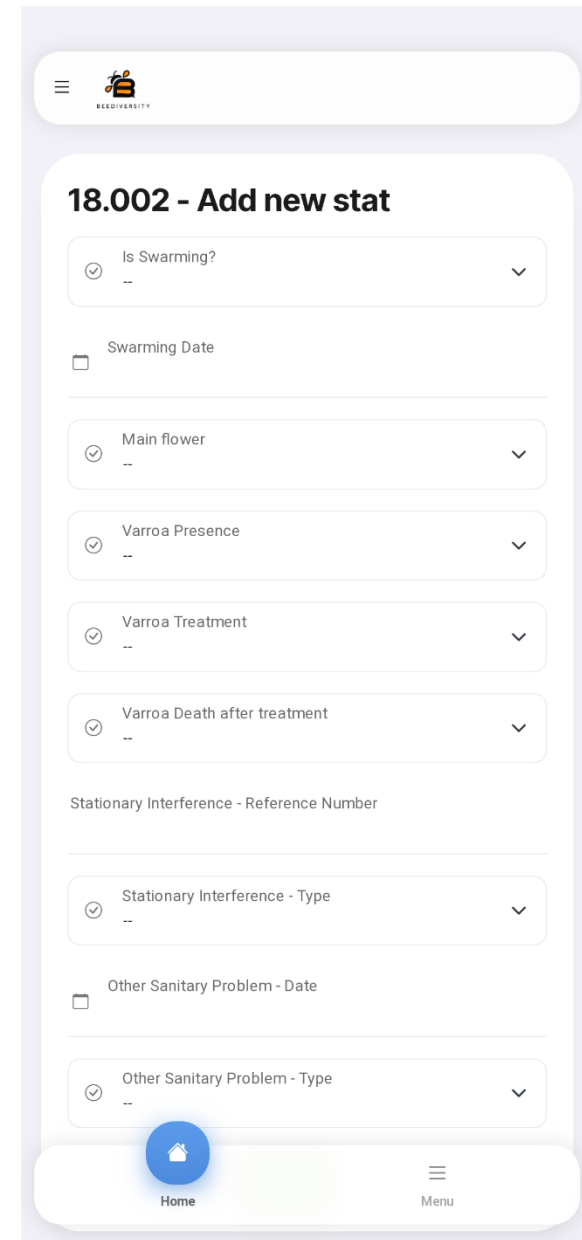 BEEDIVERSITY
18.002 - Add new stat
Is Swarming?
--
Swarming Date
Main flower
--
Varroa Presence
--
Varroa Treatment
--
Varroa Death after treatment
--
Stationary Interference - Reference Number
Stationary Interference - Type
--
Other Sanitary Problem - Date
Other Sanitary Problem - Type
--
Home
Menu